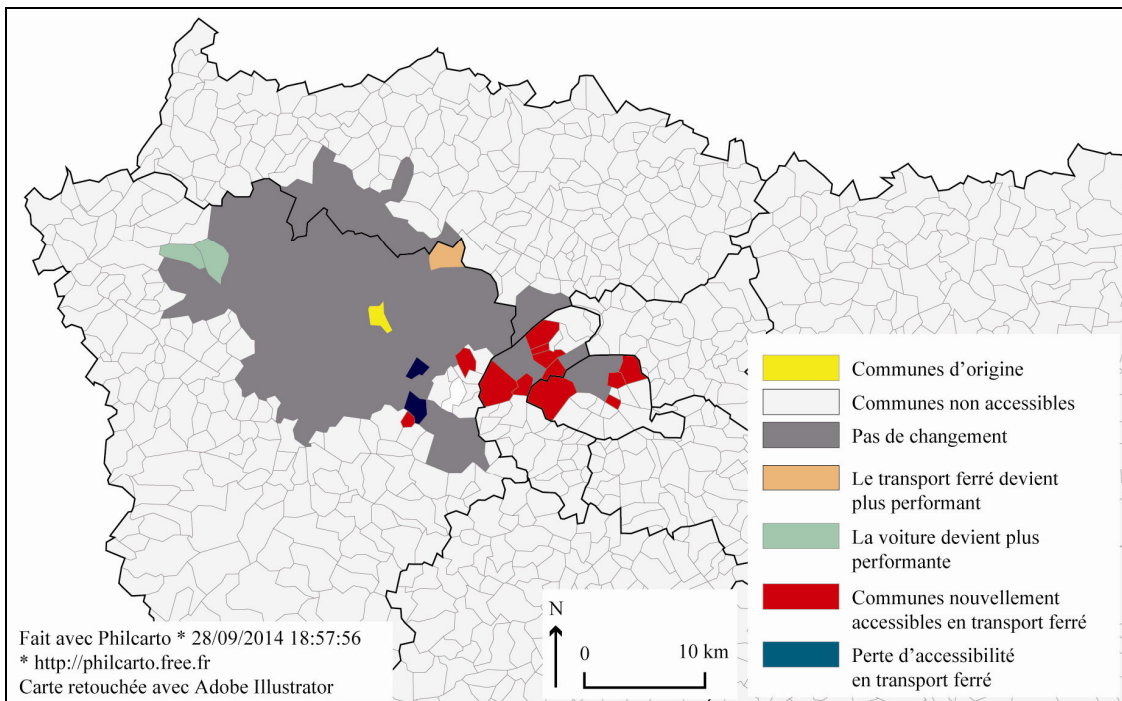 Communes d'origine
Communes non accessibles
Pas de changement
Le transport ferré devient
plus performant
La voiture devient plus
performante
Communes nouvellement
accessibles en transport ferré
Perte d'accessibilité
en transport ferré
N
0 10 km
Fait avec Philcarto * 28/09/2014 18:57:56
* http://philcarto.free.fr
Carte retouchée avec Adobe Illustrator